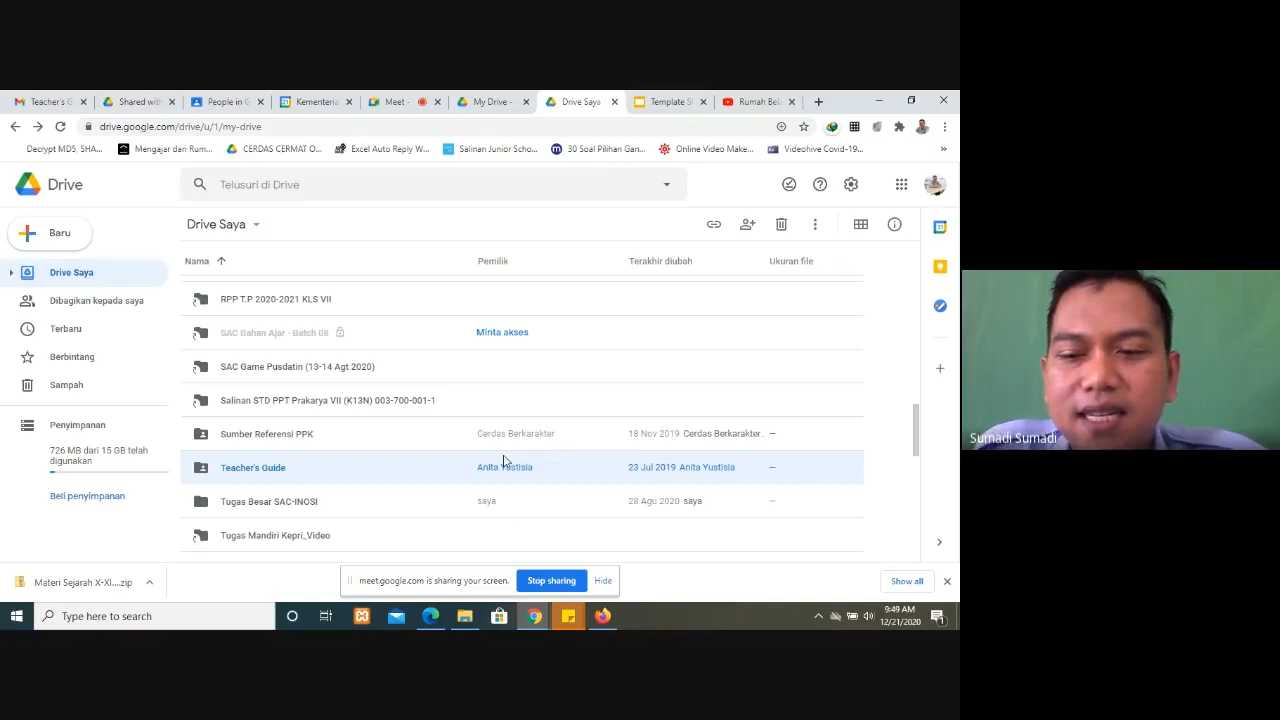 Teacher's G
Shared with
People in G
Kementeria
Meet -
My Drive -
Drive Saya
Template S
Rumah Bel
drive.google.com/drive/u/1/my-drive
Decrypt MD5, SHA...
Mengajar dari Rum...
CERDAS CERMAT O...
Excel Auto Reply W...
Salinan Junior Scho...
30 Soal Pilihan Gan...
Online Video Make...
Videohive Covid-19...
Drive
Telusuri di Drive
Baru
Drive Saya
Dibagikan kepada saya
Terbaru
Berbintang
Sampah
Penyimpanan
726 MB dari 15 GB telah
digunakan
Beli penyimpanan
Drive Saya
Nama Pemilik Terakhir diubah Ukuran file
RPP T.P 2020-2021 KLS VII
SAC Bahan Ajar - Batch 08 Minta akses
SAC Game Pusdatin (13-14 Agt 2020)
Salinan STD PPT Prakarya VII (K13N) 003-700-001-1
Sumber Referensi PPK Cerdas Berkarakter 18 Nov 2019 Cerdas Berkarakter. —
Teacher's Guide Anita Yustisia 23 Jul 2019 Anita Yustisia —
Tugas Besar SAC-INOSI saya 28 Agu 2020 saya —
Tugas Mandiri Kepri_Video
31
Sumadi Sumadi
meet.google.com is sharing your screen. Stop sharing Hide
Materi Sejarah X-XI....zip
Show all
Type here to search
9:49 AM
12/21/2020
1